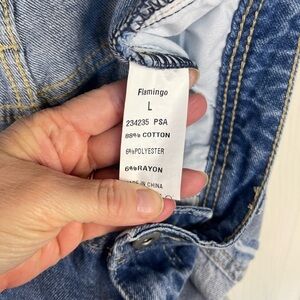 Flamingo
L
234235 PSA
88% COTTON
6%POLYESTER
6%RAYON
MADE IN CHINA